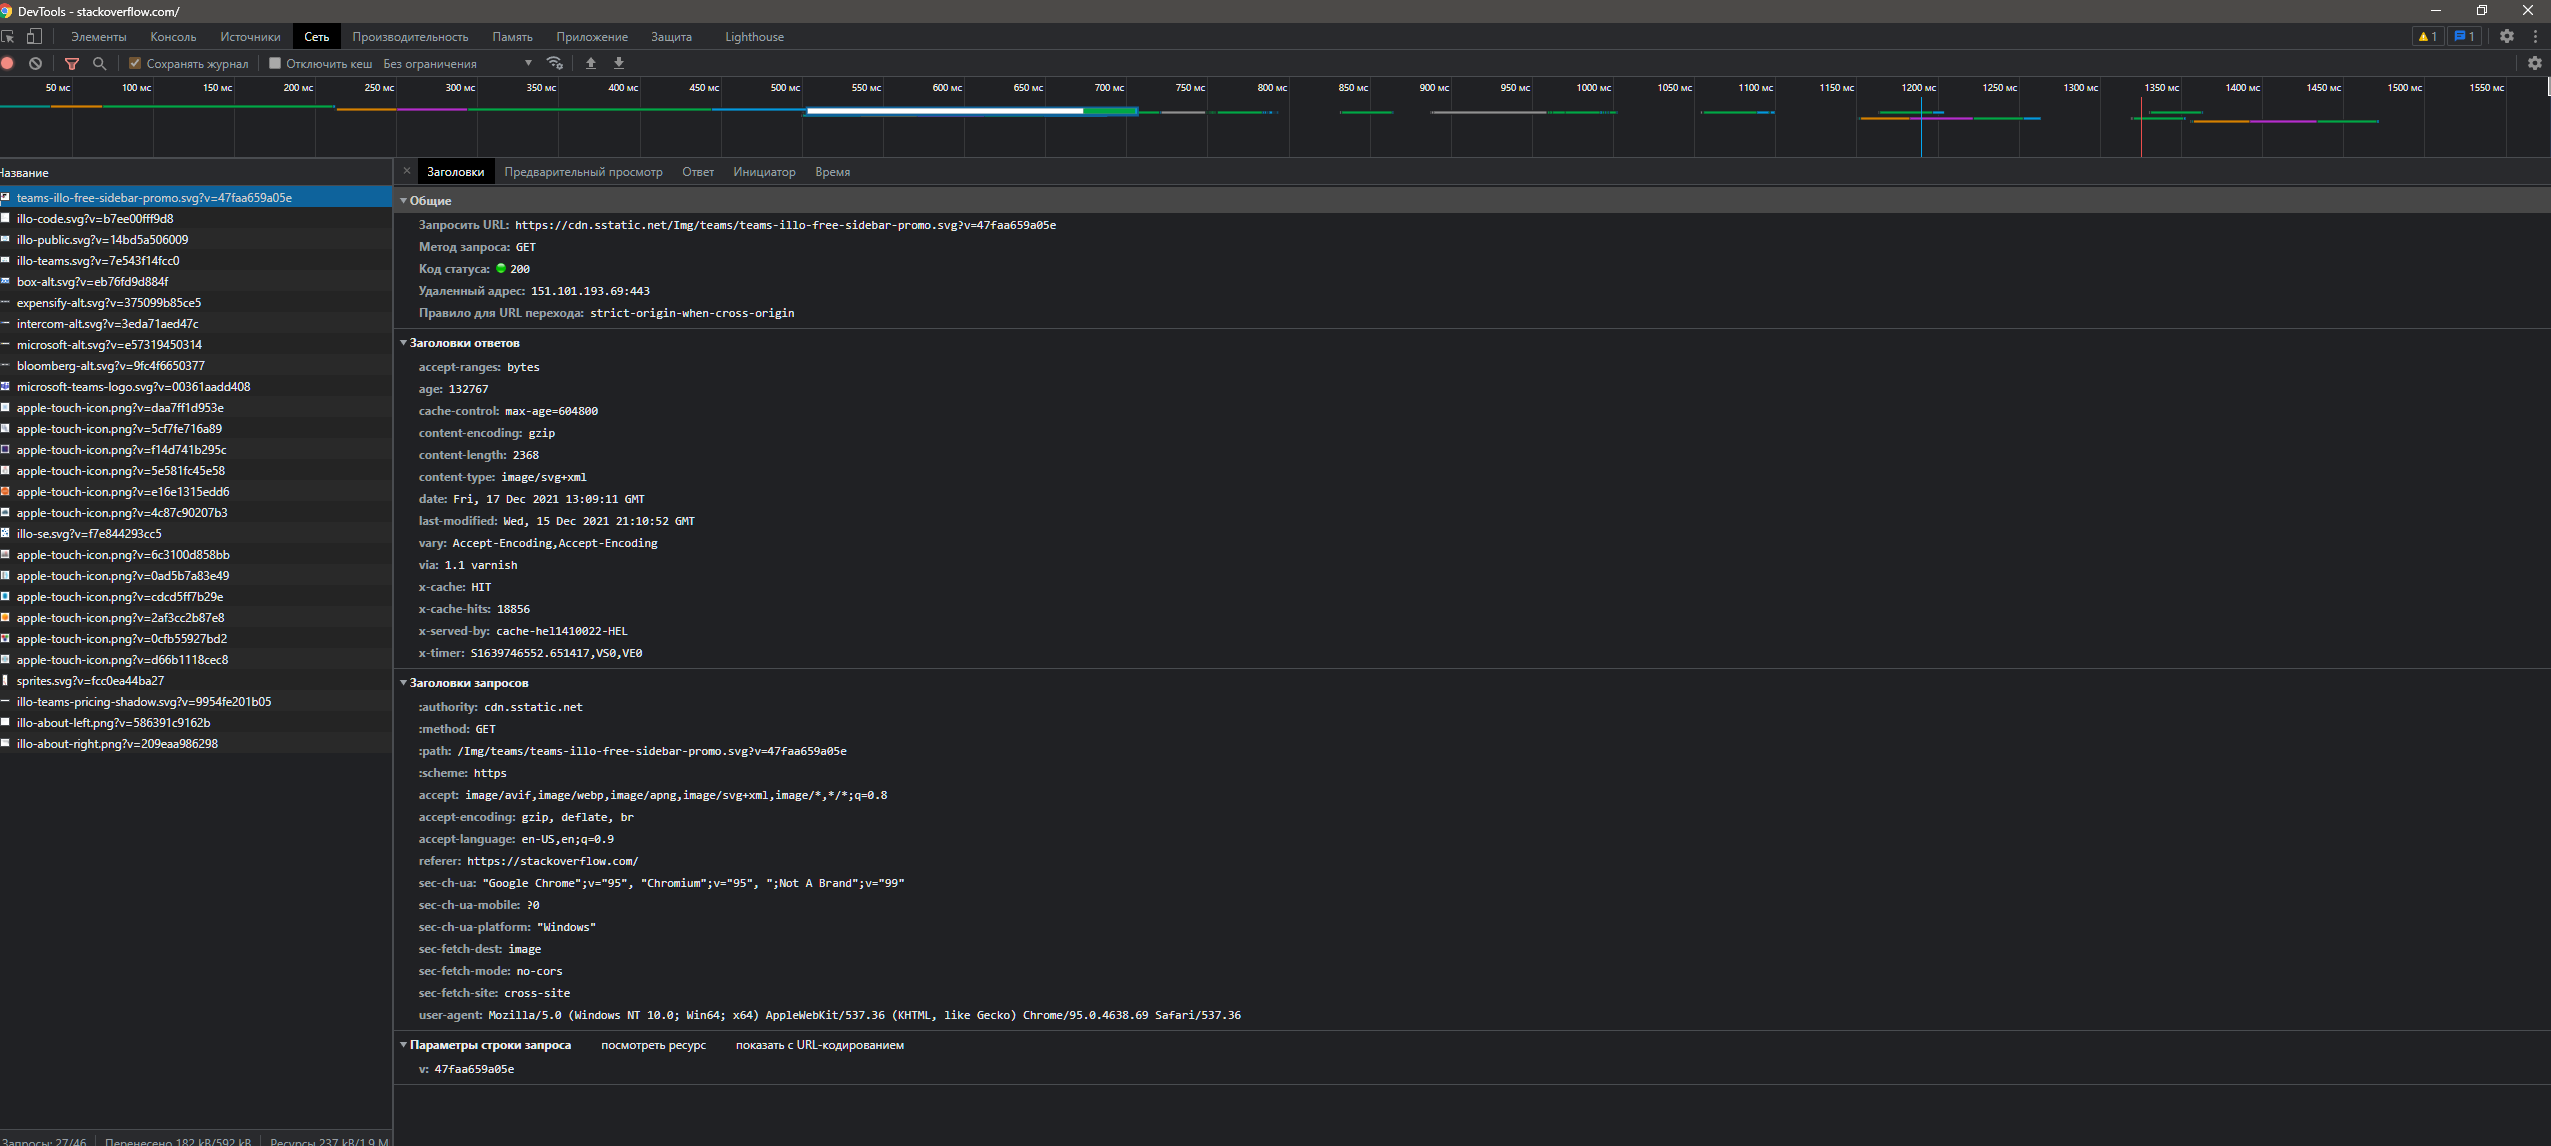 DevTools - stackoverflow.com/
Элементы Консоль Источники Сеть Производительность Память Приложение Защита Lighthouse 1 1
Сохранять журнал Отключить кеш Без ограничения
50 мс 100 мс 150 мс 200 мс 250 мс 300 мс 350 мс 400 мс 450 мс 500 мс 550 мс 600 мс 650 мс 700 мс 750 мс 800 мс 850 мс 900 мс 950 мс 1000 мс 1050 мс 1100 мс 1150 мс 1200 мс 1250 мс 1300 мс 1350 мс 1400 мс 1450 мс 1500 мс 1550 мс
Название
teams-illo-free-sidebar-promo.svg?v=47faa659a05e
illo-code.svg?v=b7ee00fff9d8
illo-public.svg?v=14bd5a506009
illo-teams.svg?v=7e543f14fcc0
box-alt.svg?v=eb76fd9d884f
expensify-alt.svg?v=375099b85ce5
intercom-alt.svg?v=3eda71aed47c
microsoft-alt.svg?v=e57319450314
bloomberg-alt.svg?v=9fc4f6650377
microsoft-teams-logo.svg?v=00361aadd408
apple-touch-icon.png?v=daa7ff1d953e
apple-touch-icon.png?v=5cf7fe716a89
apple-touch-icon.png?v=f14d741b295c
apple-touch-icon.png?v=5e581fc45e58
apple-touch-icon.png?v=e16e1315edd6
apple-touch-icon.png?v=4c87c90207b3
illo-se.svg?v=f7e844293cc5
apple-touch-icon.png?v=6c3100d858bb
apple-touch-icon.png?v=0ad5b7a83e49
apple-touch-icon.png?v=cdcd5ff7b29e
apple-touch-icon.png?v=2af3cc2b87e8
apple-touch-icon.png?v=0cfb55927bd2
apple-touch-icon.png?v=d66b1118cec8
sprites.svg?v=fcc0ea44ba27
illo-teams-pricing-shadow.svg?v=9954fe201b05
illo-about-left.png?v=586391c9162b
illo-about-right.png?v=209eaa986298
Запросы: 27/46 Перенесено 182 kB/592 kB Ресурсы 237 kB/1.9 M
Заголовки Предварительный просмотр Ответ Инициатор Время
Общие
Запросить URL: https://cdn.sstatic.net/Img/teams/teams-illo-free-sidebar-promo.svg?v=47faa659a05e
Метод запроса: GET
Код статуса: 200
Удаленный адрес: 151.101.193.69:443
Правило для URL перехода: strict-origin-when-cross-origin
Заголовки ответов
accept-ranges: bytes
age: 132767
cache-control: max-age=604800
content-encoding: gzip
content-length: 2368
content-type: image/svg+xml
date: Fri, 17 Dec 2021 13:09:11 GMT
last-modified: Wed, 15 Dec 2021 21:10:52 GMT
vary: Accept-Encoding,Accept-Encoding
via: 1.1 varnish
x-cache: HIT
x-cache-hits: 18856
x-served-by: cache-hel1410022-HEL
x-timer: S1639746552.651417,VS0,VE0
Заголовки запросов
:authority: cdn.sstatic.net
:method: GET
:path: /Img/teams/teams-illo-free-sidebar-promo.svg?v=47faa659a05e
:scheme: https
accept: image/avif,image/webp,image/apng,image/svg+xml,image/*,*/*;q=0.8
accept-encoding: gzip, deflate, br
accept-language: en-US,en;q=0.9
referer: https://stackoverflow.com/
sec-ch-ua: "Google Chrome";v="95", "Chromium";v="95", ";Not A Brand";v="99"
sec-ch-ua-mobile: ?0
sec-ch-ua-platform: "Windows"
sec-fetch-dest: image
sec-fetch-mode: no-cors
sec-fetch-site: cross-site
user-agent: Mozilla/5.0 (Windows NT 10.0; Win64; x64) AppleWebKit/537.36 (KHTML, like Gecko) Chrome/95.0.4638.69 Safari/537.36
Параметры строки запроса посмотреть ресурс показать с URL-кодированием
v: 47faa659a05e